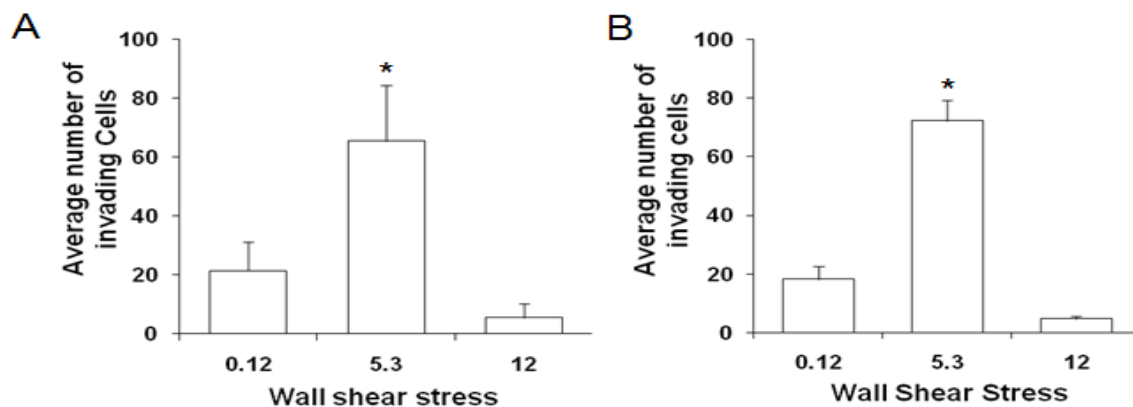 A
Average number of
invading Cells
100
80
60
40
20
0
*
0.12 5.3 12
Wall shear stress
B
Average number of
invading cells
100
80
60
40
20
0
*
0.12 5.3 12
Wall Shear Stress